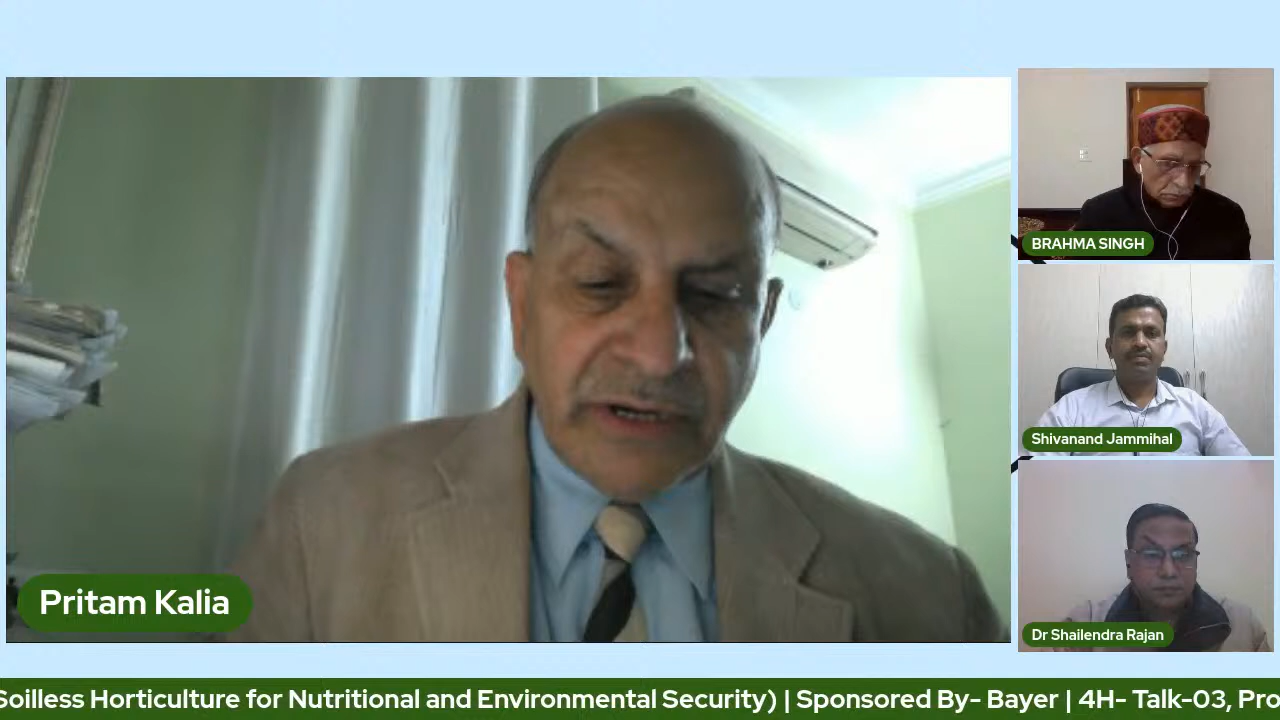 BRAHMA SINGH
Shivanand Jammihal
Dr Shailendra Rajan
Pritam Kalia
Soilless Horticulture for Nutritional and Environmental Security) | Sponsored By- Bayer | 4H- Talk-03, Pro